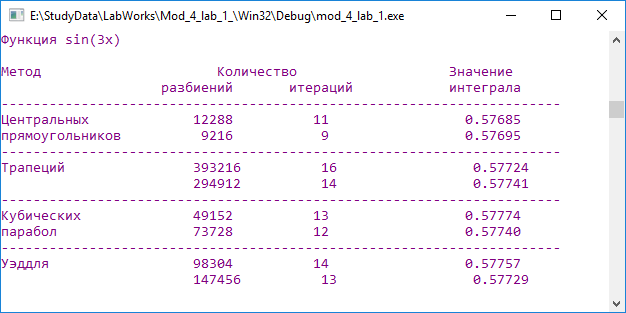 E:\StudyData\LabWorks\Mod_4_lab_1_\Win32\Debug\mod_4_lab_1.exe
Функция sin(3x)
Метод Количество Значение
разбиений итераций интеграла
----------------------------------------------------------------------
Центральных 12288 11 0.57685
прямоугольников 9216 9 0.57695
----------------------------------------------------------------------
Трапеций 393216 16 0.57724
294912 14 0.57741
----------------------------------------------------------------------
Кубических 49152 13 0.57774
парабол 73728 12 0.57740
----------------------------------------------------------------------
Уэддля 98304 14 0.57757
147456 13 0.57729